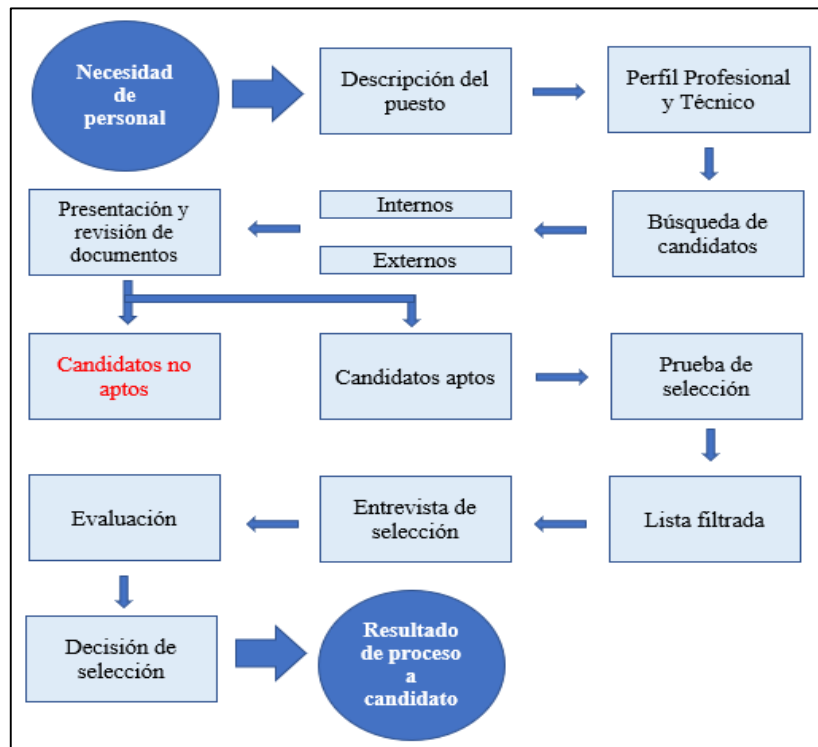 Necesidad
de
personal
Descripción del
puesto
Perfil Profesional
y Técnico
Búsqueda de
candidatos
Internos
Externos
Presentación y
revisión de
documentos
Candidatos no
aptos
Candidatos aptos
Prueba de
selección
Lista filtrada
Entrevista de
selección
Evaluación
Decisión de
selección
Resultado
de proceso
a
candidato